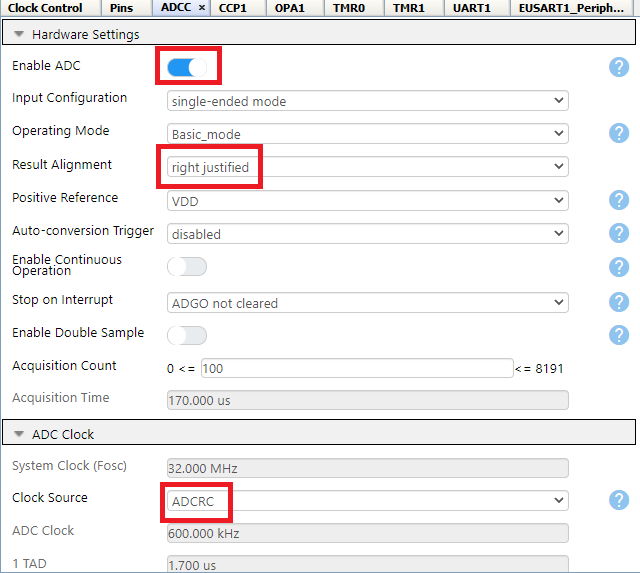 Clock Control Pins ADCC × CCP1 OPA1 TMR0 TMR1 UART1 EUSART1_Periph...
Hardware Settings
Enable ADC ?
Input Configuration single-ended mode
Operating Mode Basic_mode ?
Result Alignment right justified
Positive Reference VDD ?
Auto-conversion Trigger disabled ?
Enable Continuous
Operation ?
Stop on Interrupt ADGO not cleared ?
Enable Double Sample ?
Acquisition Count 0 <= 100 <= 8191
Acquisition Time 170.000 us
ADC Clock
System Clock (Fosc) 32.000 MHz
Clock Source ADCRC ?
ADC Clock 600.000 kHz
1 TAD 1.700 us